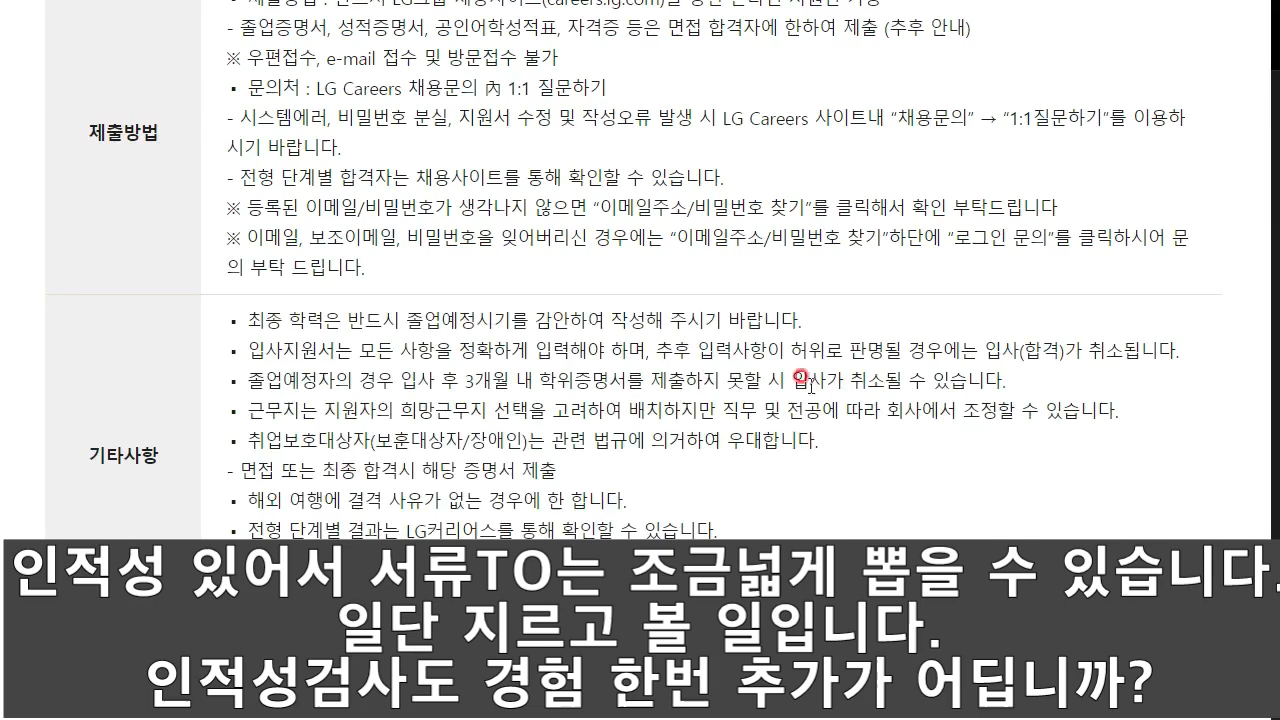 - 졸업증명서, 성적증명서, 공인어학성적표, 자격증 등은 면접 합격자에 한하여 제출 (추후 안내)
※ 우편접수, e-mail 접수 및 방문접수 불가
▪ 문의처 : LG Careers 채용문의 內 1:1 질문하기
제출방법
- 시스템에러, 비밀번호 분실, 지원서 수정 및 작성오류 발생 시 LG Careers 사이트내 “채용문의” → “1:1질문하기”를 이용하
시기 바랍니다.
- 전형 단계별 합격자는 채용사이트를 통해 확인할 수 있습니다.
※ 등록된 이메일/비밀번호가 생각나지 않으면 “이메일주소/비밀번호 찾기”를 클릭해서 확인 부탁드립니다
※ 이메일, 보조이메일, 비밀번호을 잊어버리신 경우에는 “이메일주소/비밀번호 찾기”하단에 “로그인 문의”를 클릭하시어 문
의 부탁 드립니다.
▪ 최종 학력은 반드시 졸업예정시기를 감안하여 작성해 주시기 바랍니다.
▪ 입사지원서는 모든 사항을 정확하게 입력해야 하며, 추후 입력사항이 허위로 판명될 경우에는 입사(합격)가 취소됩니다.
▪ 졸업예정자의 경우 입사 후 3개월 내 학위증명서를 제출하지 못할 시 입사가 취소될 수 있습니다.
▪ 근무지는 지원자의 희망근무지 선택을 고려하여 배치하지만 직무 및 전공에 따라 회사에서 조정할 수 있습니다.
▪ 취업보호대상자(보훈대상자/장애인)는 관련 법규에 의거하여 우대합니다.
기타사항
- 면접 또는 최종 합격시 해당 증명서 제출
▪ 해외 여행에 결격 사유가 없는 경우에 한 합니다.
▪ 전형 단계별 결과는 LG커리어스를 통해 확인할 수 있습니다.
인적성 있어서 서류TO는 조금넓게 뽑을 수 있습니다.
일단 지르고 볼 일입니다.
인적성검사도 경험 한번 추가가 어딥니까?